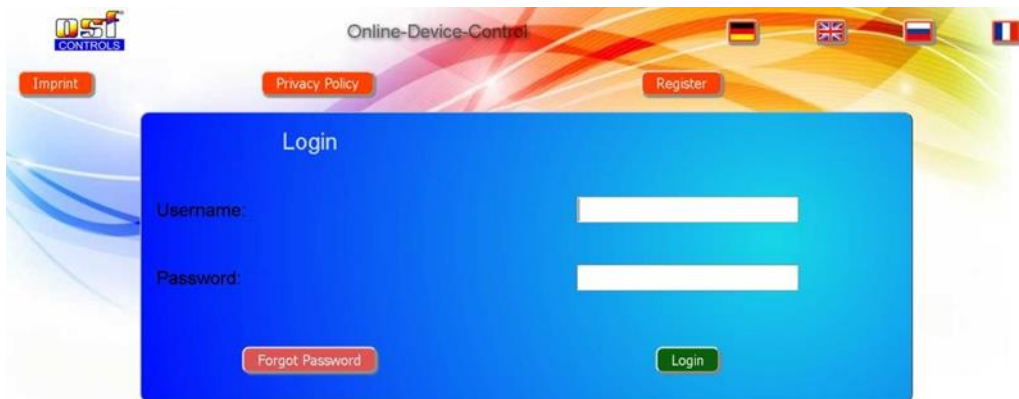 osf
CONTROLS
Online-Device-Control
Imprint
Privacy Policy
Register
Login
Username:
Password:
Forgot Password
Login